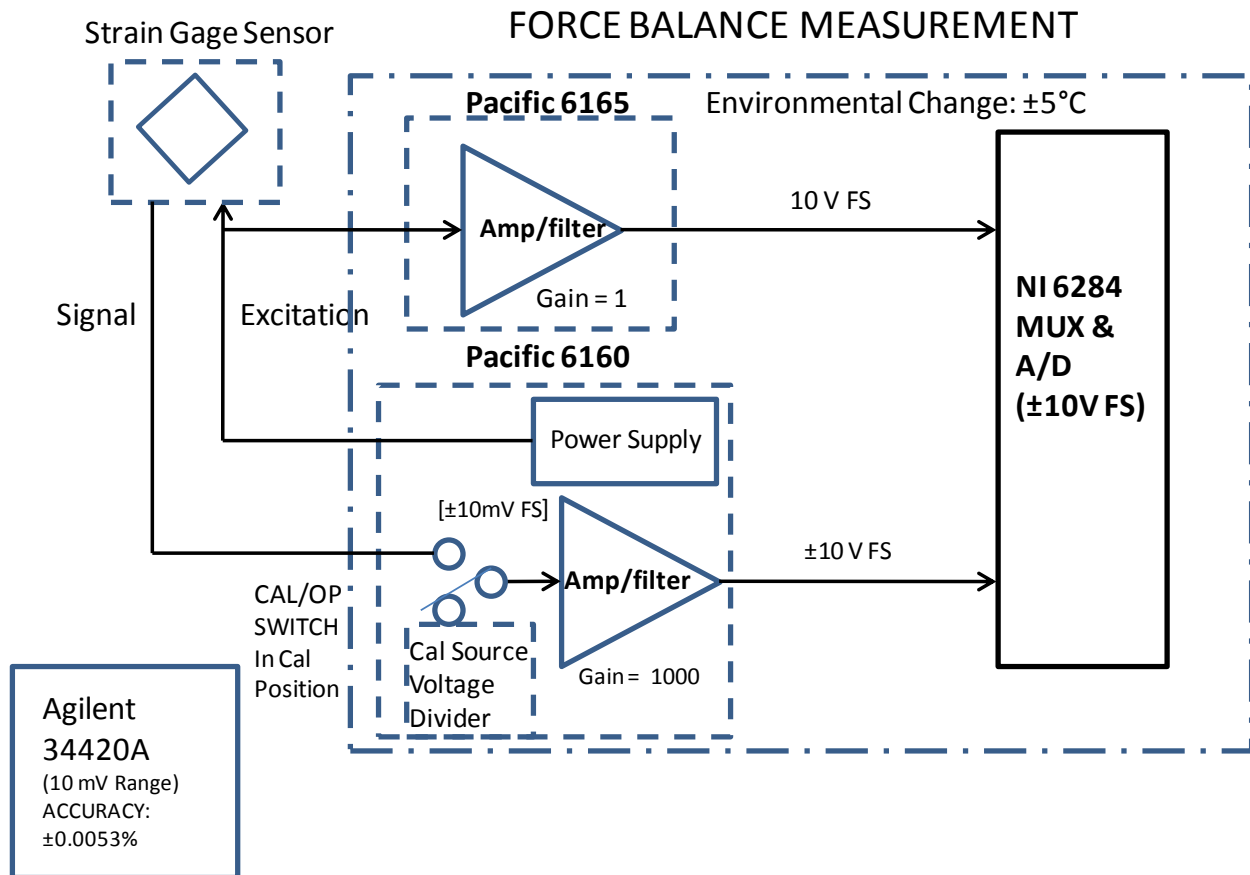 FORCE BALANCE MEASUREMENT
Strain Gage Sensor
Pacific 6165
Environmental Change: ±5°C
Amp/filter
Gain = 1
10 V FS
NI 6284
MUX &
A/D
(±10V FS)
Signal
Excitation
Pacific 6160
Power Supply
[±10mV FS]
Amp/filter
Gain = 1000
±10 V FS
CAL/OP
SWITCH
In Cal
Position
Cal Source
Voltage
Divider
Agilent
34420A
(10 mV Range)
ACCURACY:
±0.0053%